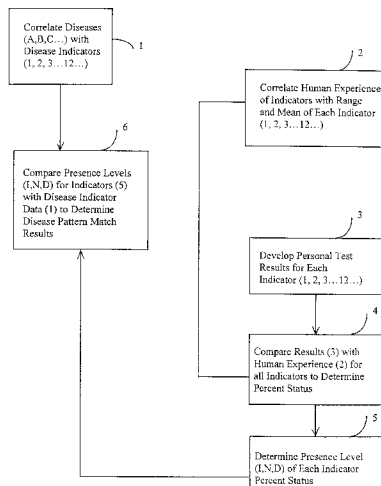 Correlate Diseases
(A,B,C...) with
Disease Indicators
(1, 2, 3...12...)
1
2
Correlate Human Experience
of Indicators with Range
and Mean of Each Indicator
(1, 2, 3...12...)
6
Compare Presence Levels
(I,N,D) for Indicators (5)
with Disease Indicator
Data (1) to Determine
Disease Pattern Match
Results
3
Develop Personal Test
Results for Each
Indicator (1, 2, 3...12...)
4
Compare Results (3) with
Human Experience (2) for
all Indicators to Determine
Percent Status
5
Determine Presence Level
(I,N,D) of Each Indicator
Percent Status